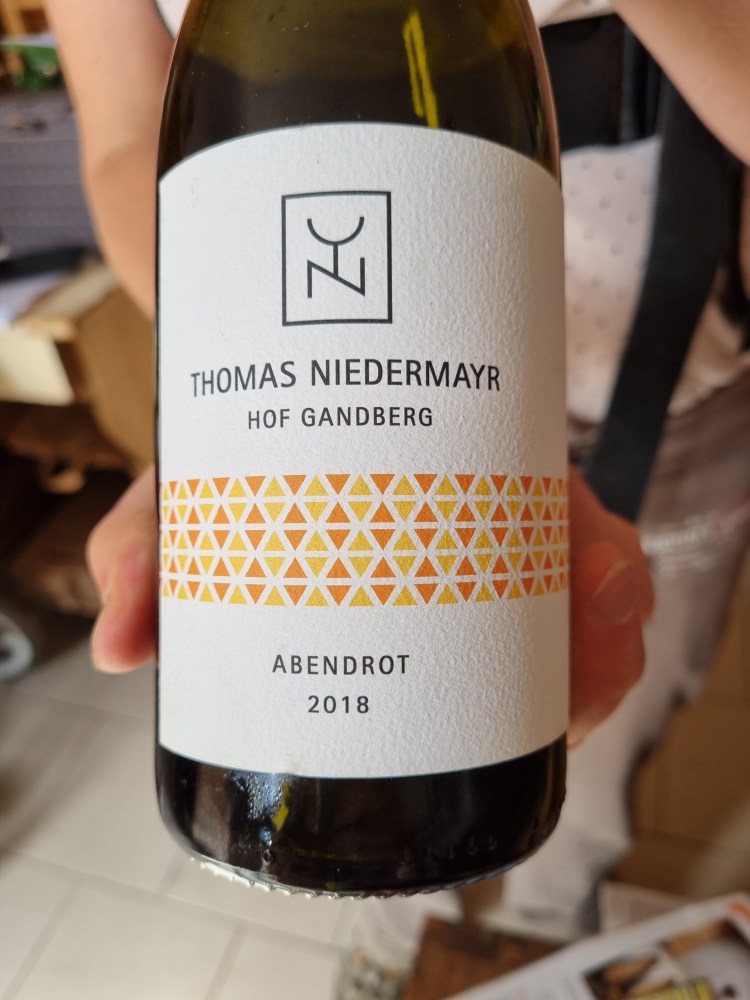 THOMAS NIEDERMAYR
HOF GANDBERG
ABENDROT
2018